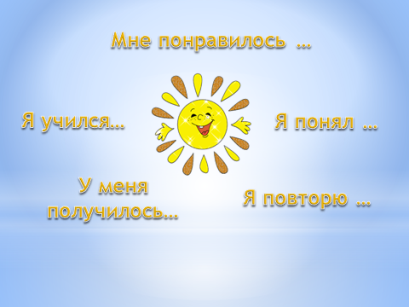 Мне понравилось ...
Я учился...
Я понял ...
У меня
получилось...
Я повторю ...